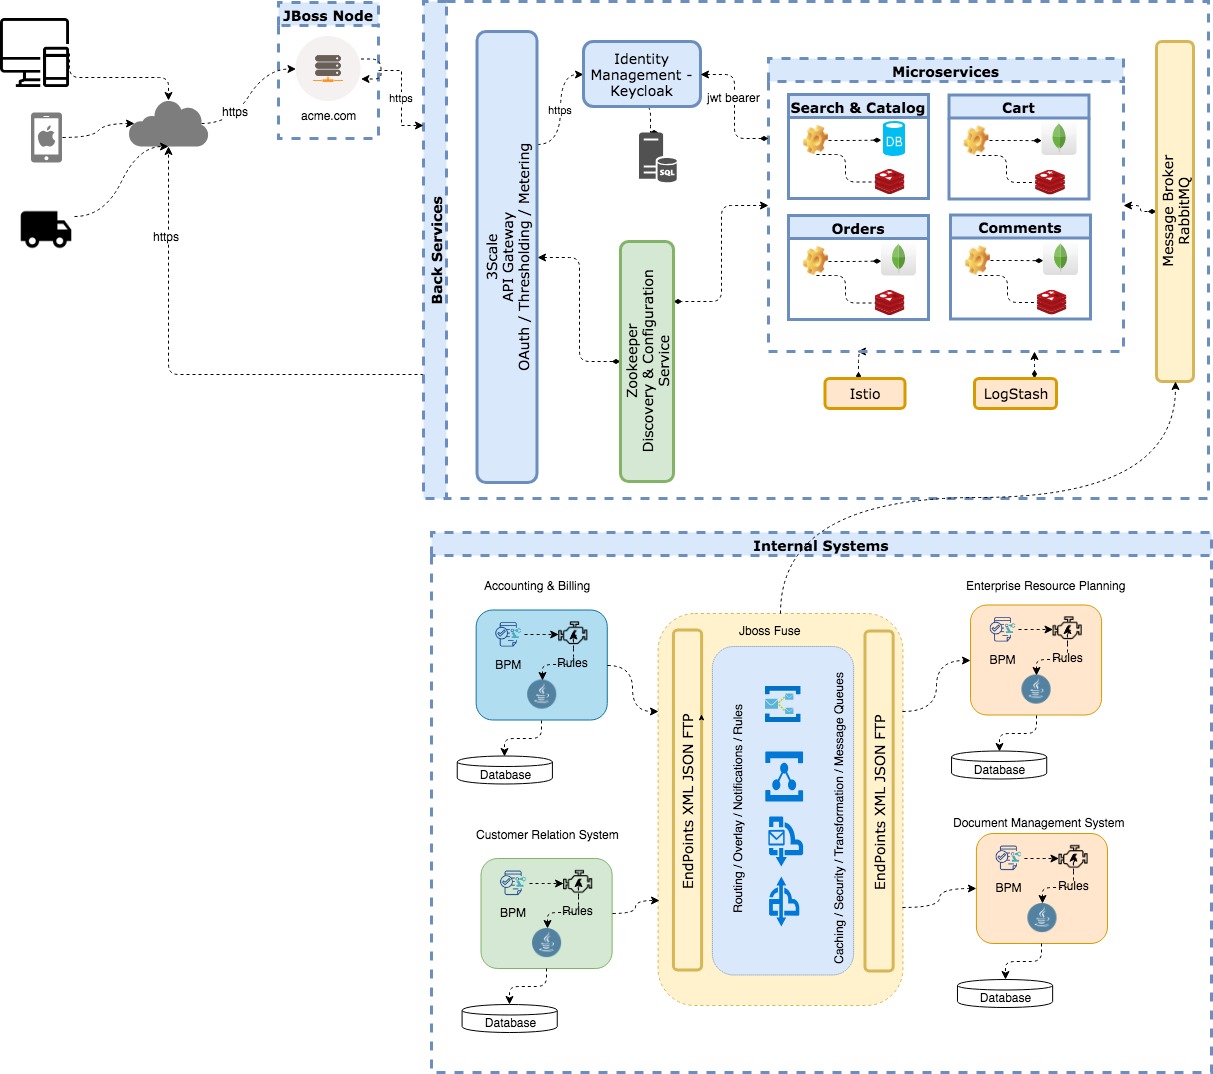 JBoss Node
acme.com
https
https
https
Back Services
3Scale
API Gateway
OAuth / Thresholding / Metering
https
Identity
Management -
Keycloak
jwt bearer
SQL
Zookeeper
Discovery & Configuration
Service
Microservices
Search & Catalog
DB
Cart
Orders
Comments
Istio
LogStash
Message Broker
RabbitMQ
Internal Systems
Accounting & Billing
BPM
Rules
Database
Customer Relation System
BPM
Rules
Database
Jboss Fuse
EndPoints XML JSON FTP
Routing / Overlay / Notifications / Rules
Caching / Security / Transformation / Message Queues
EndPoints XML JSON FTP
Enterprise Resource Planning
BPM
Rules
Database
Document Management System
BPM
Rules
Database